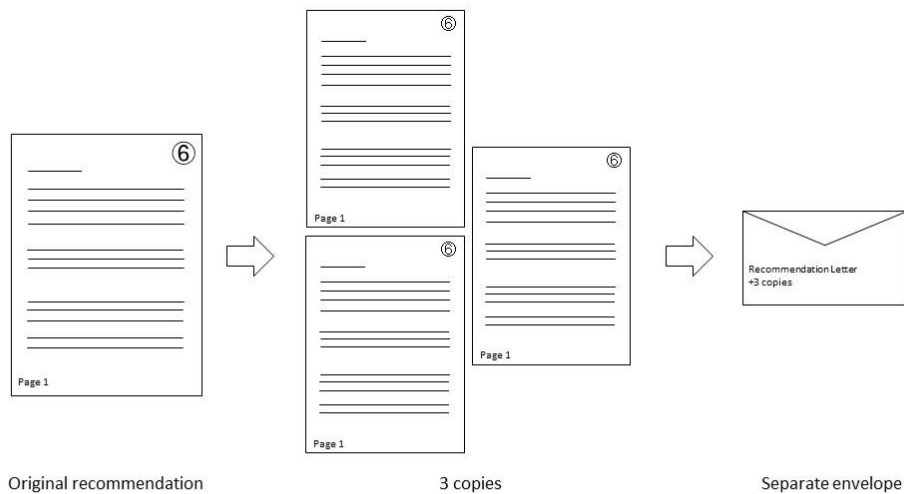 ⑥
Page 1
Original recommendation
⑥
Page 1
⑥
Page 1
⑥
Page 1
3 copies
Recommendation Letter
+3 copies
Separate envelope